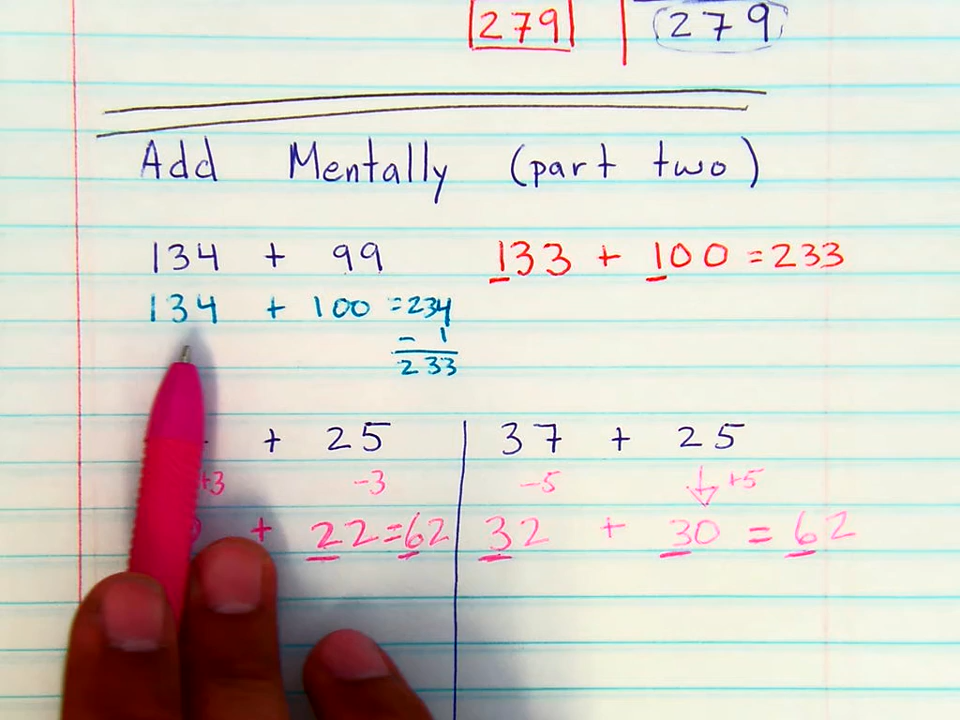 279 279
Add Mentally (part two)
134 + 99 133 + 100 = 233
134 + 100 = 234
- 1
233
+ 25 37 + 25
+3 -3 -5 +5
+ 22 = 62 32 + 30 = 62